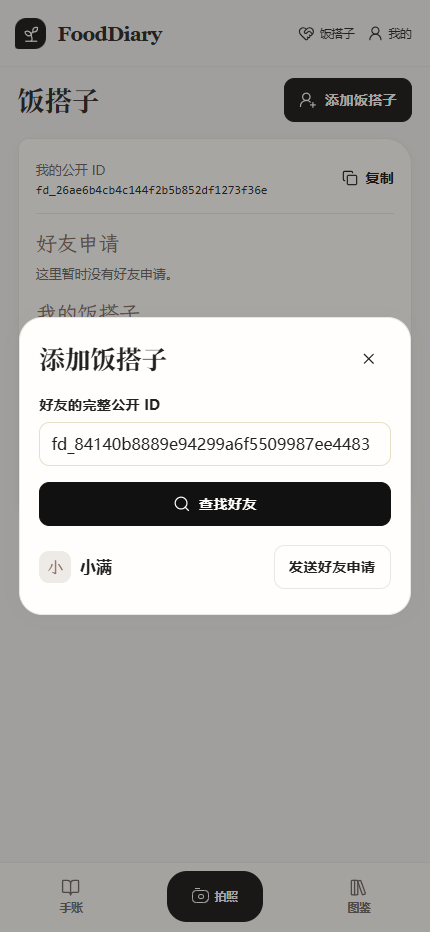 FoodDiary
饭搭子
我的
饭搭子
添加饭搭子
我的公开 ID
fd_26ae6b4cb4c144f2b5b852df1273f36e
复制
好友申请
这里暂时没有好友申请。
我的饭搭子
添加饭搭子
好友的完整公开 ID
fd_84140b8889e94299a6f5509987ee4483
查找好友
小
小满
发送好友申请
手账
拍照
图鉴